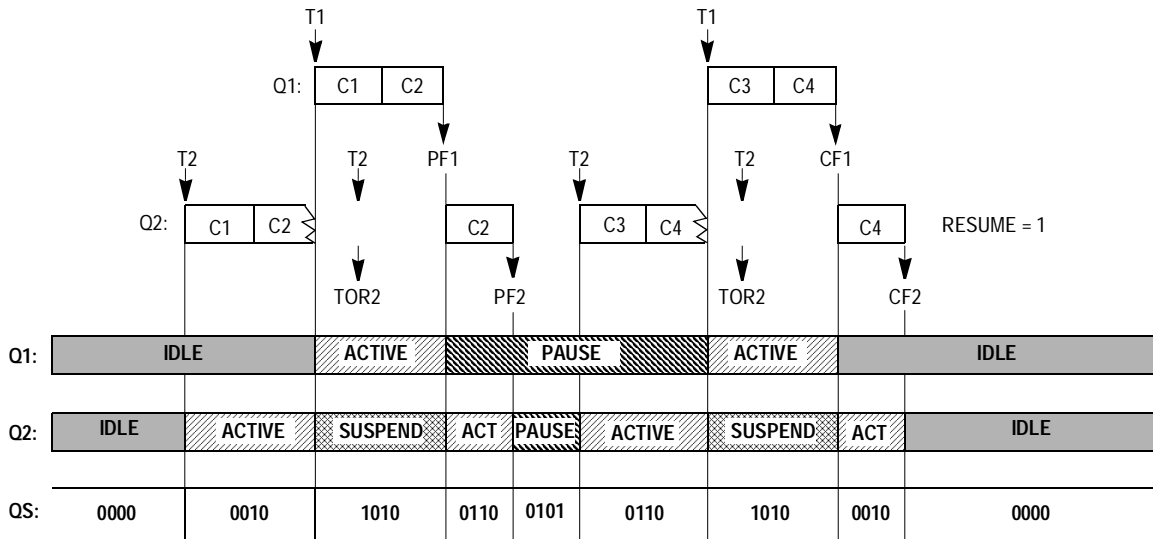 T1 T1
Q1: C1 C2 C3 C4
T2 T2 PF1 T2 T2 CF1
Q2: C1 C2 C2 C3 C4 C4 RESUME = 1
TOR2 PF2 TOR2 CF2
Q1: IDLE ACTIVE PAUSE ACTIVE IDLE
Q2: IDLE ACTIVE SUSPEND ACT PAUSE ACTIVE SUSPEND ACT IDLE
QS: 0000 0010 1010 0110 0101 0110 1010 0010 0000